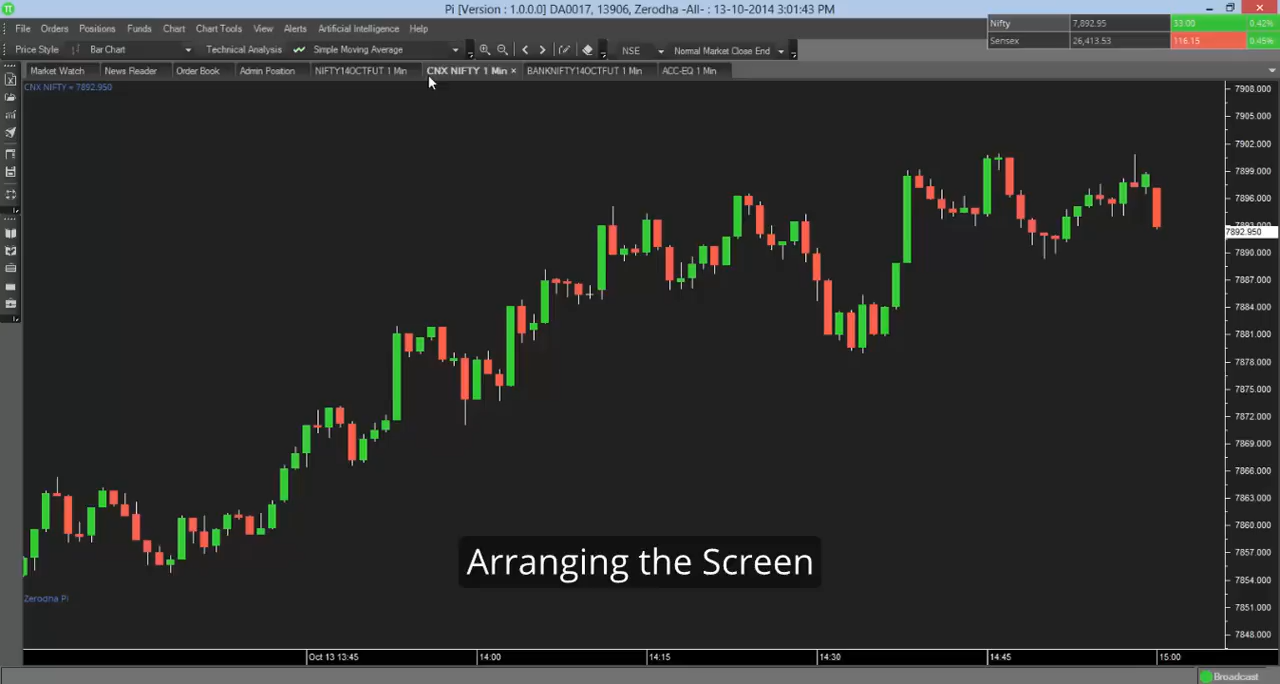 Pi [Version : 1.0.0.0] DA0017, 13906, Zerodha -All- : 13-10-2014 3:01:43 PM
File Orders Positions Funds Chart Chart Tools View Alerts Artificial Intelligence Help
Nifty 7,892.95 33.00 0.42%
Sensex 26,413.53 116.15 0.45%
Price Style Bar Chart Technical Analysis Simple Moving Average NSE Normal Market Close End
Market Watch News Reader Order Book Admin Position NIFTY14OCTFUT 1 Min CNX NIFTY 1 Min × BANKNIFTY14OCTFUT 1 Min ACC-EQ 1 Min
CNX NIFTY = 7892.950
7908.000
7905.000
7902.000
7899.000
7896.000
7892.950
7890.000
7887.000
7884.000
7881.000
7878.000
7875.000
7872.000
7869.000
7866.000
7863.000
7860.000
7857.000
7854.000
7851.000
7848.000
Arranging the Screen
Zerodha Pi
Oct 13 13:45 14:00 14:15 14:30 14:45 15:00
Broadcast